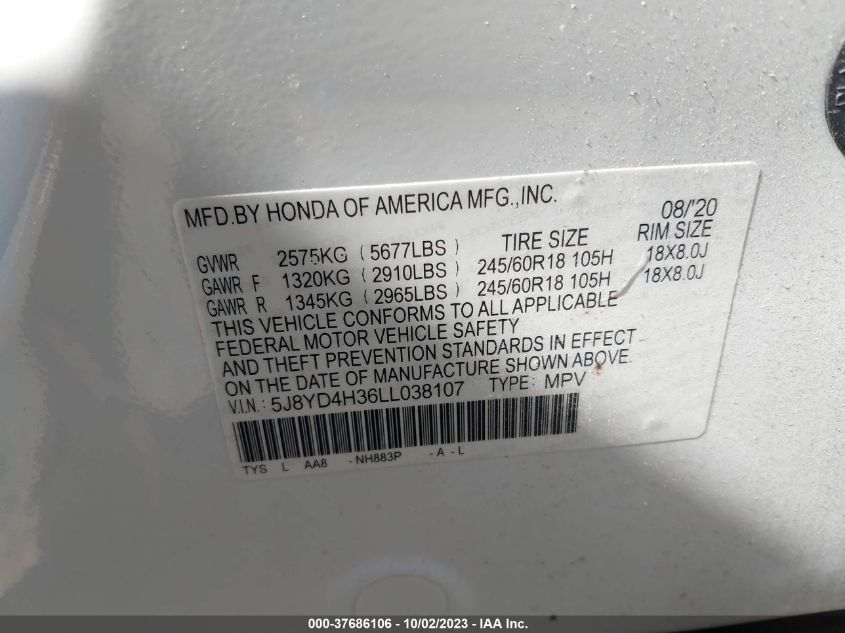 MFD.BY HONDA OF AMERICA MFG.,INC. 08/'20
GVWR 2575KG (5677LBS) TIRE SIZE RIM SIZE
GAWR F 1320KG (2910LBS) 245/60R18 105H 18X8.0J
GAWR R 1345KG (2965LBS) 245/60R18 105H 18X8.0J
THIS VEHICLE CONFORMS TO ALL APPLICABLE
FEDERAL MOTOR VEHICLE SAFETY
AND THEFT PREVENTION STANDARDS IN EFFECT
ON THE DATE OF MANUFACTURE SHOWN ABOVE.
V.I.N.: 5J8YD4H36LL038107 TYPE: MPV
TYS L AA8 -NH883P -A-L
000-37686106 - 10/02/2023 - IAA Inc.